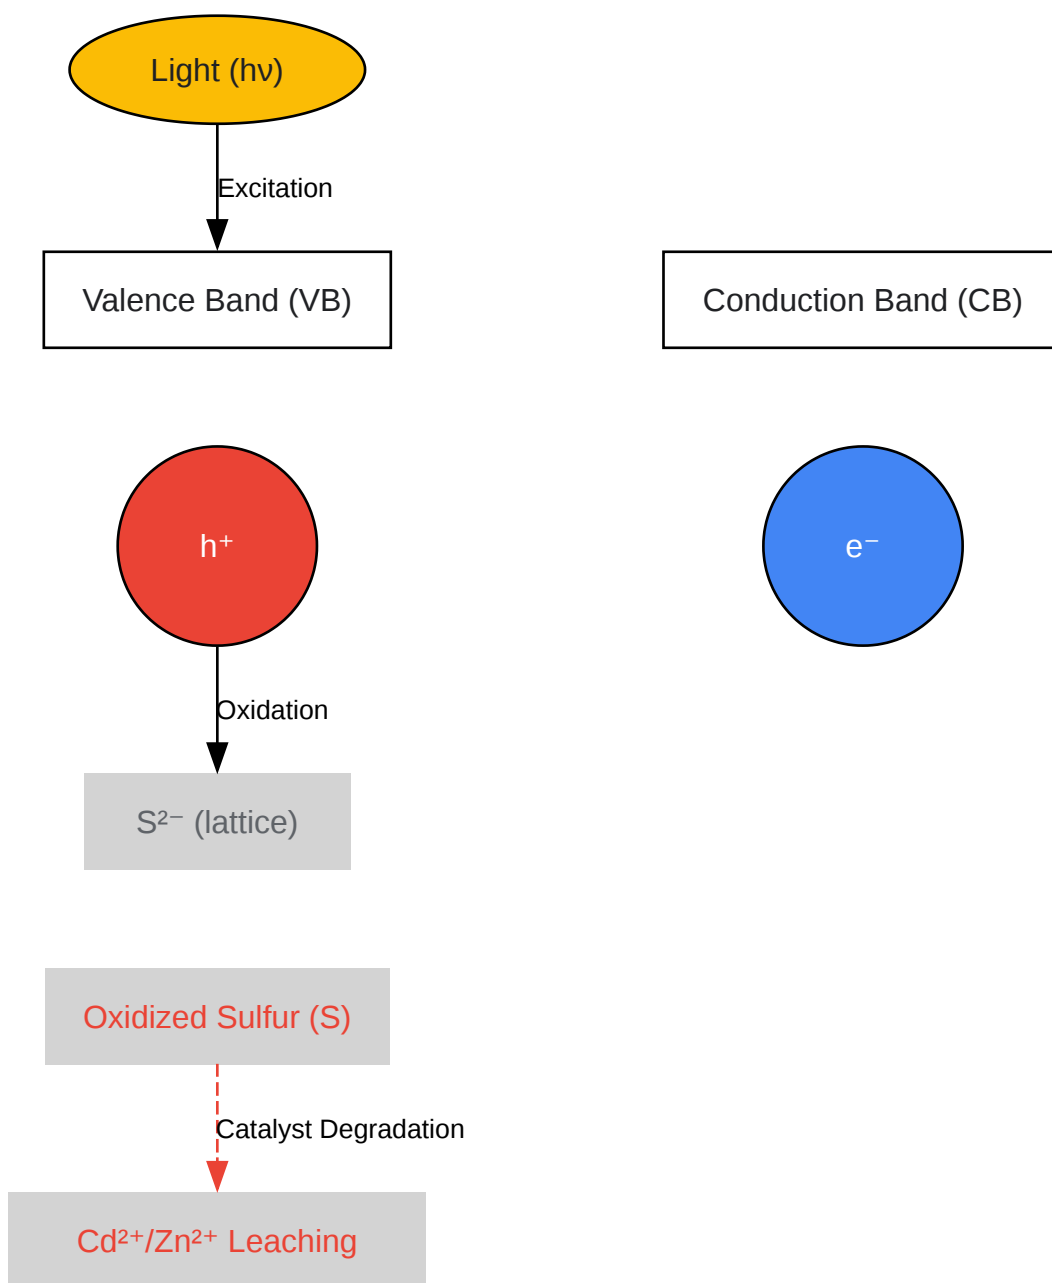 Light (hν)
Excitation
Valence Band (VB)
Conduction Band (CB)
h⁺
e⁻
Oxidation
S²⁻ (lattice)
Oxidized Sulfur (S)
Catalyst Degradation
Cd²⁺/Zn²⁺ Leaching